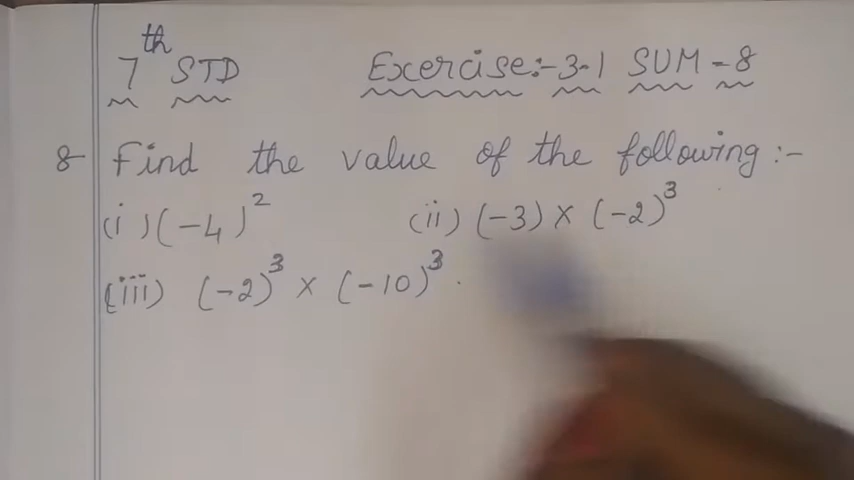 7th STD Exercise:-3.1 SUM-8
8- Find the value of the following :-
(i) (-4)² (ii) (-3) x (-2)³
(iii) (-2)³ x (-10)³.